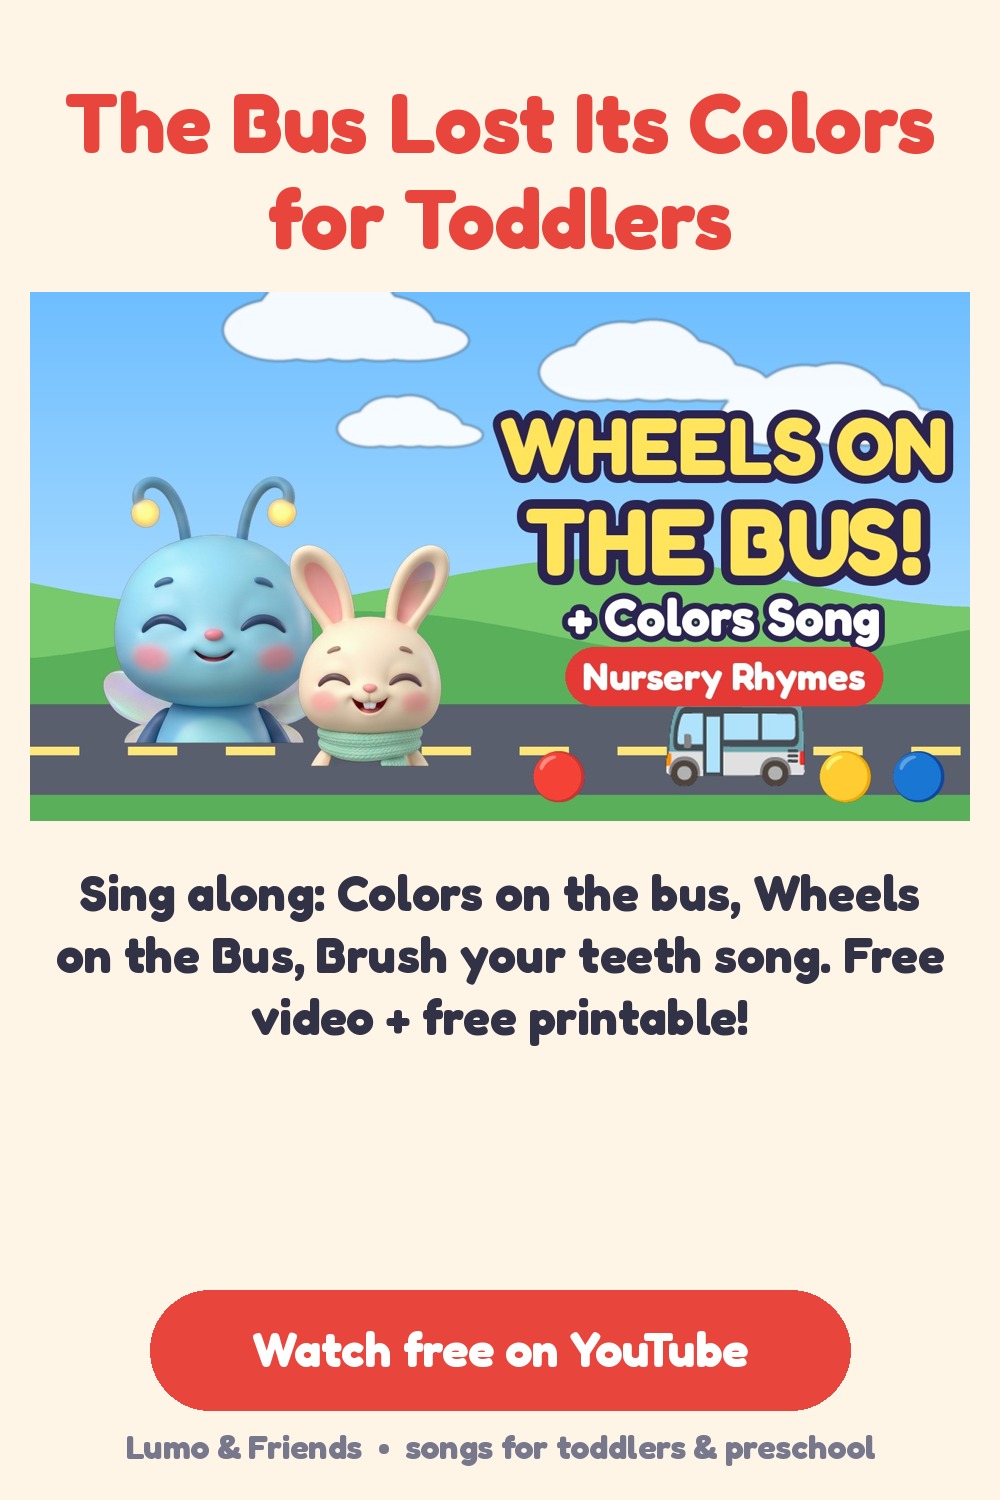 The Bus Lost Its Colors
for Toddlers
WHEELS ON
THE BUS!
+ Colors Song
Nursery Rhymes
Sing along: Colors on the bus, Wheels
on the Bus, Brush your teeth song. Free
video + free printable!
Watch free on YouTube
Lumo & Friends • songs for toddlers & preschool